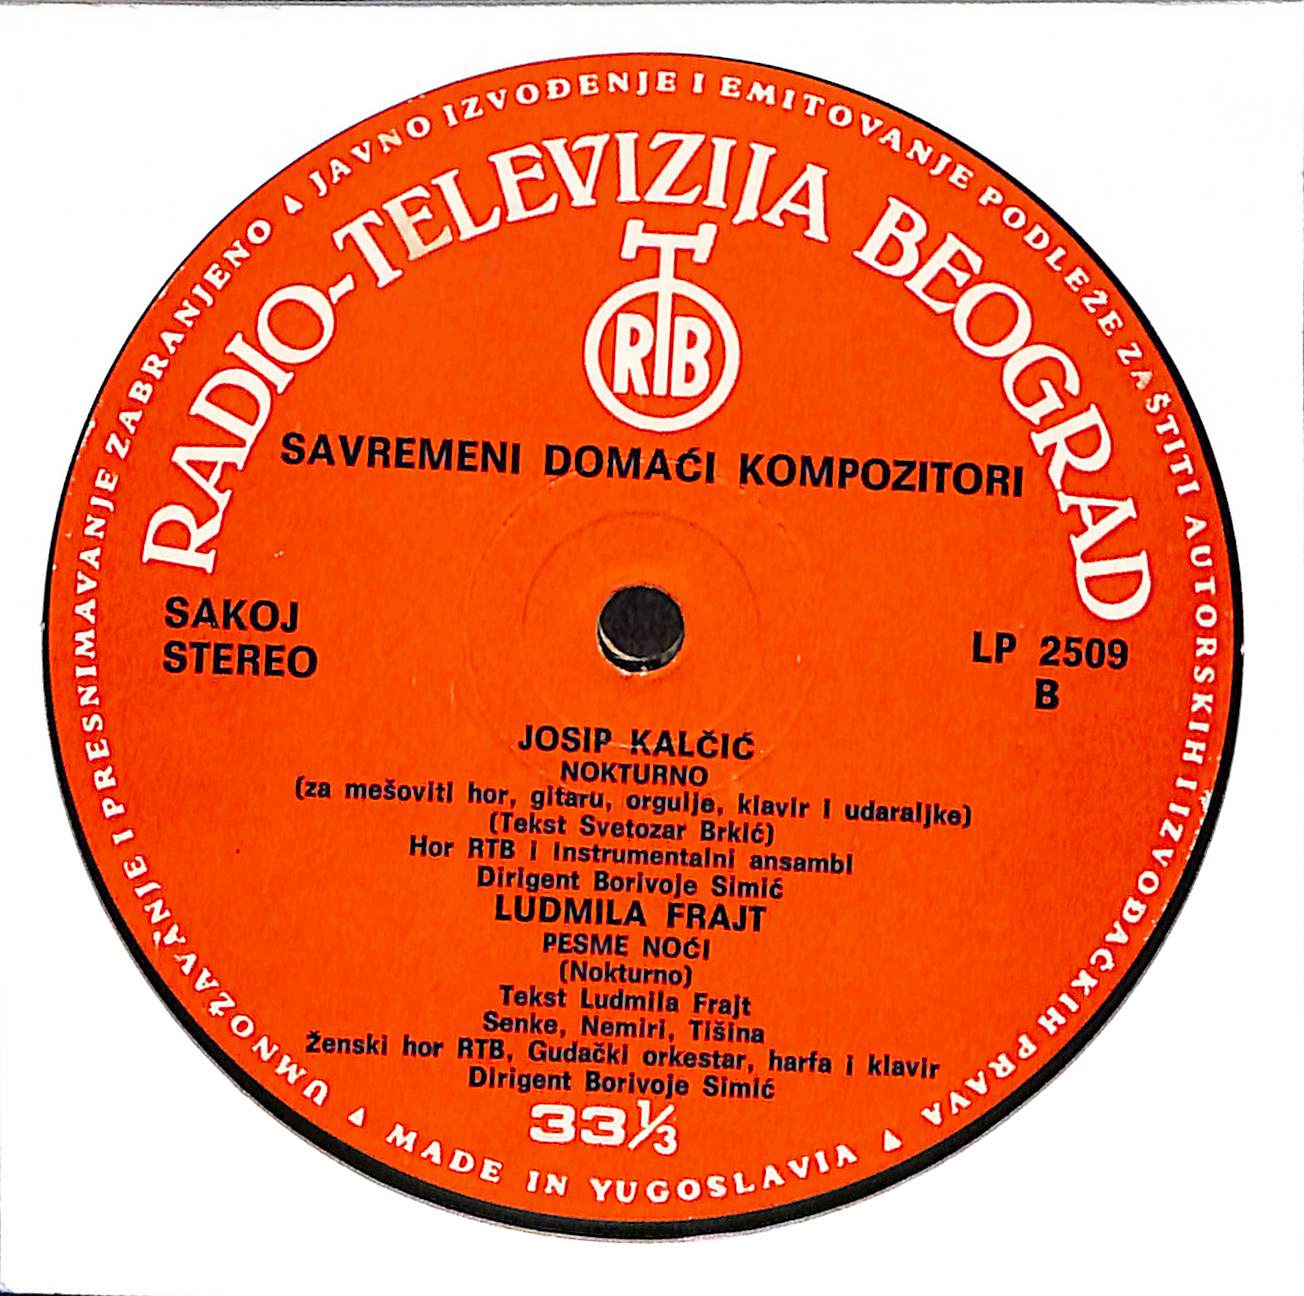 UMNOŽAVANJE I PRESNIMAVANJE ZABRANJENO ▲ JAVNO IZVOĐENJE I EMITOVANJE PODLEŽE ZAŠTITI AUTORSKIH I IZVOĐAČKIH PRAVA ▲ MADE IN YUGOSLAVIA ▲
RADIO-TELEVIZIJA BEOGRAD
RTB
SAVREMENI DOMAĆI KOMPOZITORI
SAKOJ
STEREO
LP 2509
B
JOSIP KALČIĆ
NOKTURNO
(za mešoviti hor, gitaru, orgulje, klavir i udaraljke)
(Tekst Svetozar Brkić)
Hor RTB i Instrumentalni ansambl
Dirigent Borivoje Simić
LUDMILA FRAJT
PESME NOĆI
(Nokturno)
Tekst Ludmila Frajt
Senke, Nemiri, Tišina
Ženski hor RTB, Gudački orkestar, harfa i klavir
Dirigent Borivoje Simić
33⅓